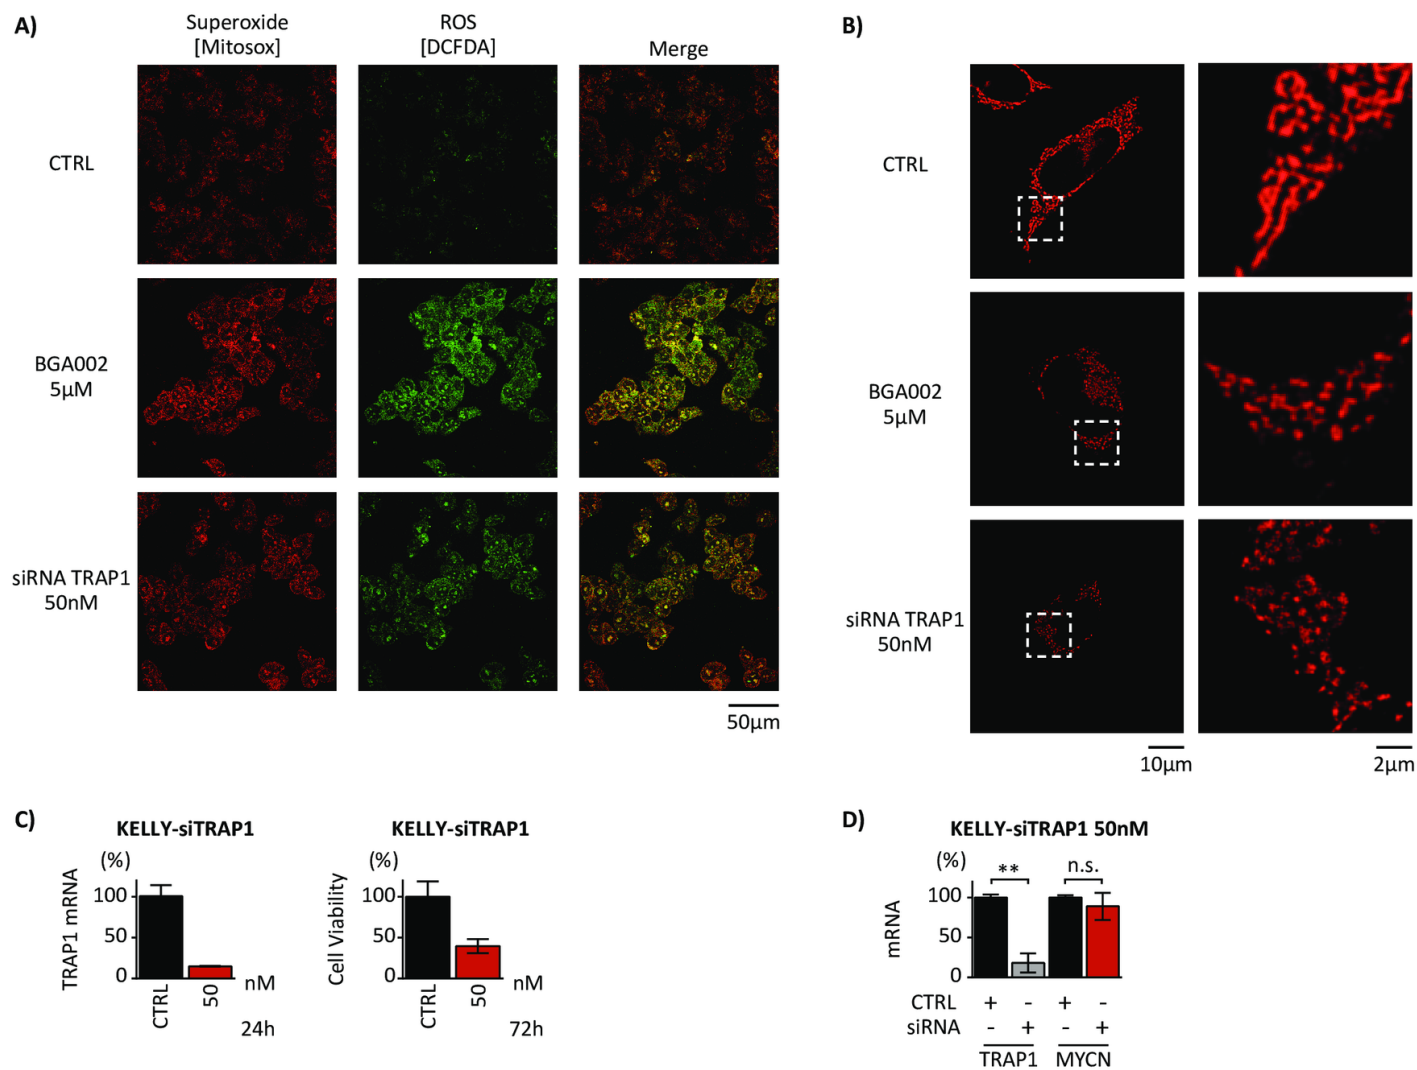 A)
Superoxide
[Mitosox]
ROS
[DCFDA]
Merge
CTRL
BGA002
5µM
siRNA TRAP1
50nM
50µm
B)
CTRL
BGA002
5µM
siRNA TRAP1
50nM
10µm
2µm
C)
KELLY-siTRAP1
(%)
TRAP1 mRNA
100
50
0
CTRL
50
nM
24h
KELLY-siTRAP1
(%)
Cell Viability
100
50
0
CTRL
50
nM
72h
D)
KELLY-siTRAP1 50nM
(%)
mRNA
100
50
0
**
n.s.
CTRL + - + -
siRNA - + - +
TRAP1 MYCN